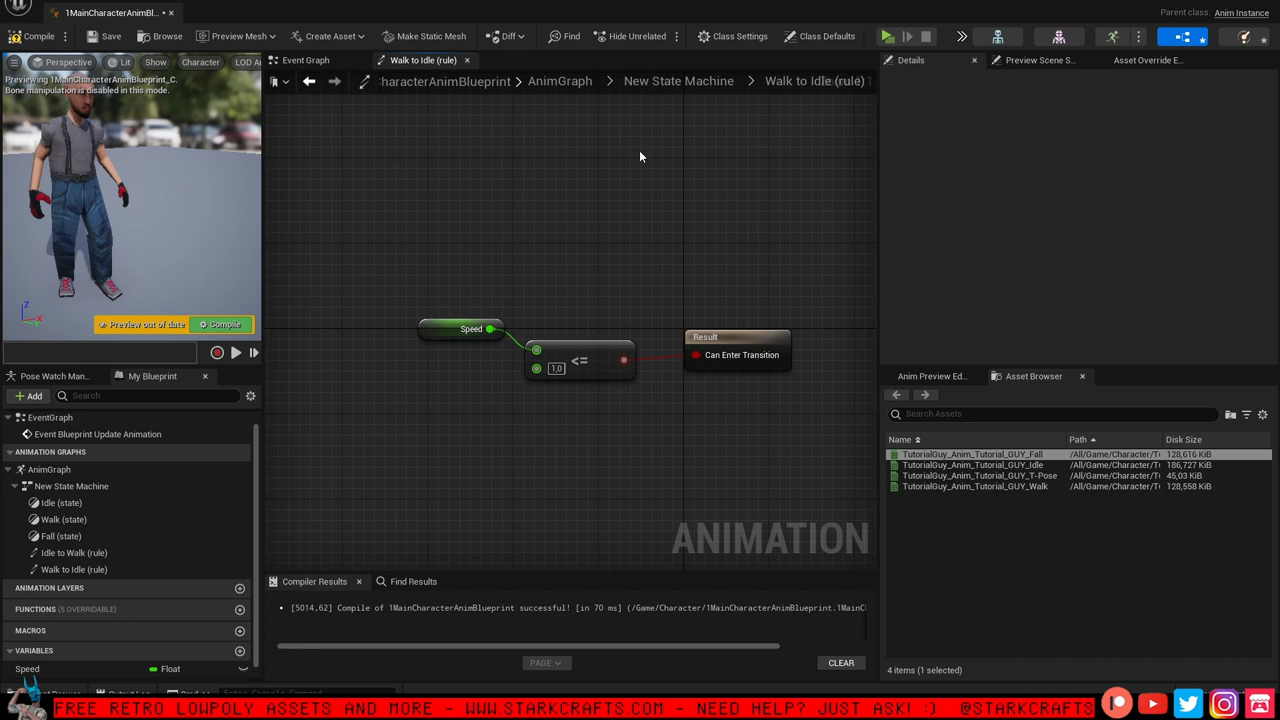 1MainCharacterAnimBlu...
Parent class: Anim Instance
Compile
Save
Browse
Preview Mesh
Create Asset
Make Static Mesh
Diff
Find
Hide Unrelated
Class Settings
Class Defaults
Perspective
Lit
Show
Character
LOD Au
Previewing 1MainCharacterAnimBlueprint_C.
Bone manipulation is disabled in this mode.
Preview out of date
Compile
Event Graph
Walk to Idle (rule)
CharacterAnimBlueprint > AnimGraph > New State Machine > Walk to Idle (rule)
Speed
1,0
<=
Result
Can Enter Transition
ANIMATION
Details
Preview Scene S...
Asset Override E...
Pose Watch Man...
My Blueprint
Add
Search
EventGraph
Event Blueprint Update Animation
ANIMATION GRAPHS
AnimGraph
New State Machine
Idle (state)
Walk (state)
Fall (state)
Idle to Walk (rule)
Walk to Idle (rule)
ANIMATION LAYERS
FUNCTIONS (5 OVERRIDABLE)
MACROS
VARIABLES
Speed Float
Compiler Results
Find Results
[5014,62] Compile of 1MainCharacterAnimBlueprint successful! [in 70 ms] (/Game/Character/1MainCharacterAnimBlueprint.1MainC
PAGE
CLEAR
Anim Preview Ed...
Asset Browser
Search Assets
Name Path Disk Size
TutorialGuy_Anim_Tutorial_GUY_Fall /All/Game/Character/T 128,616 KiB
TutorialGuy_Anim_Tutorial_GUY_Idle /All/Game/Character/T 186,727 KiB
TutorialGuy_Anim_Tutorial_GUY_T-Pose /All/Game/Character/T 45,03 KiB
TutorialGuy_Anim_Tutorial_GUY_Walk /All/Game/Character/T 128,558 KiB
4 items (1 selected)
FREE RETRO LOWPOLY ASSETS AND MORE - WWW.STARKCRAFTS.COM - NEED HELP? JUST ASK! :) @STARKCRAFTS